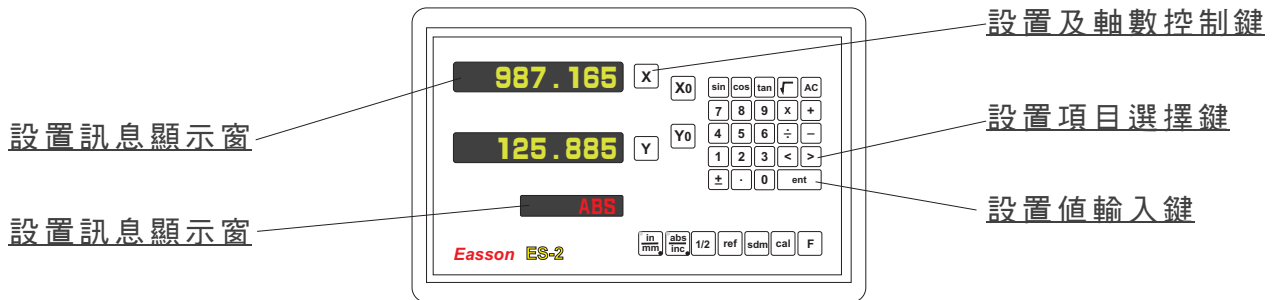 設置及軸數控制鍵
987.165
X
X0
sin cos tan √ AC
7 8 9 x +
設置訊息顯示窗
125.885
Y
Y0
4 5 6 ÷ −
設置項目選擇鍵
1 2 3 < >
± · 0 ent
設置訊息顯示窗
ABS
設置值輸入鍵
Easson ES-2
in/mm abs/inc 1/2 ref sdm cal F